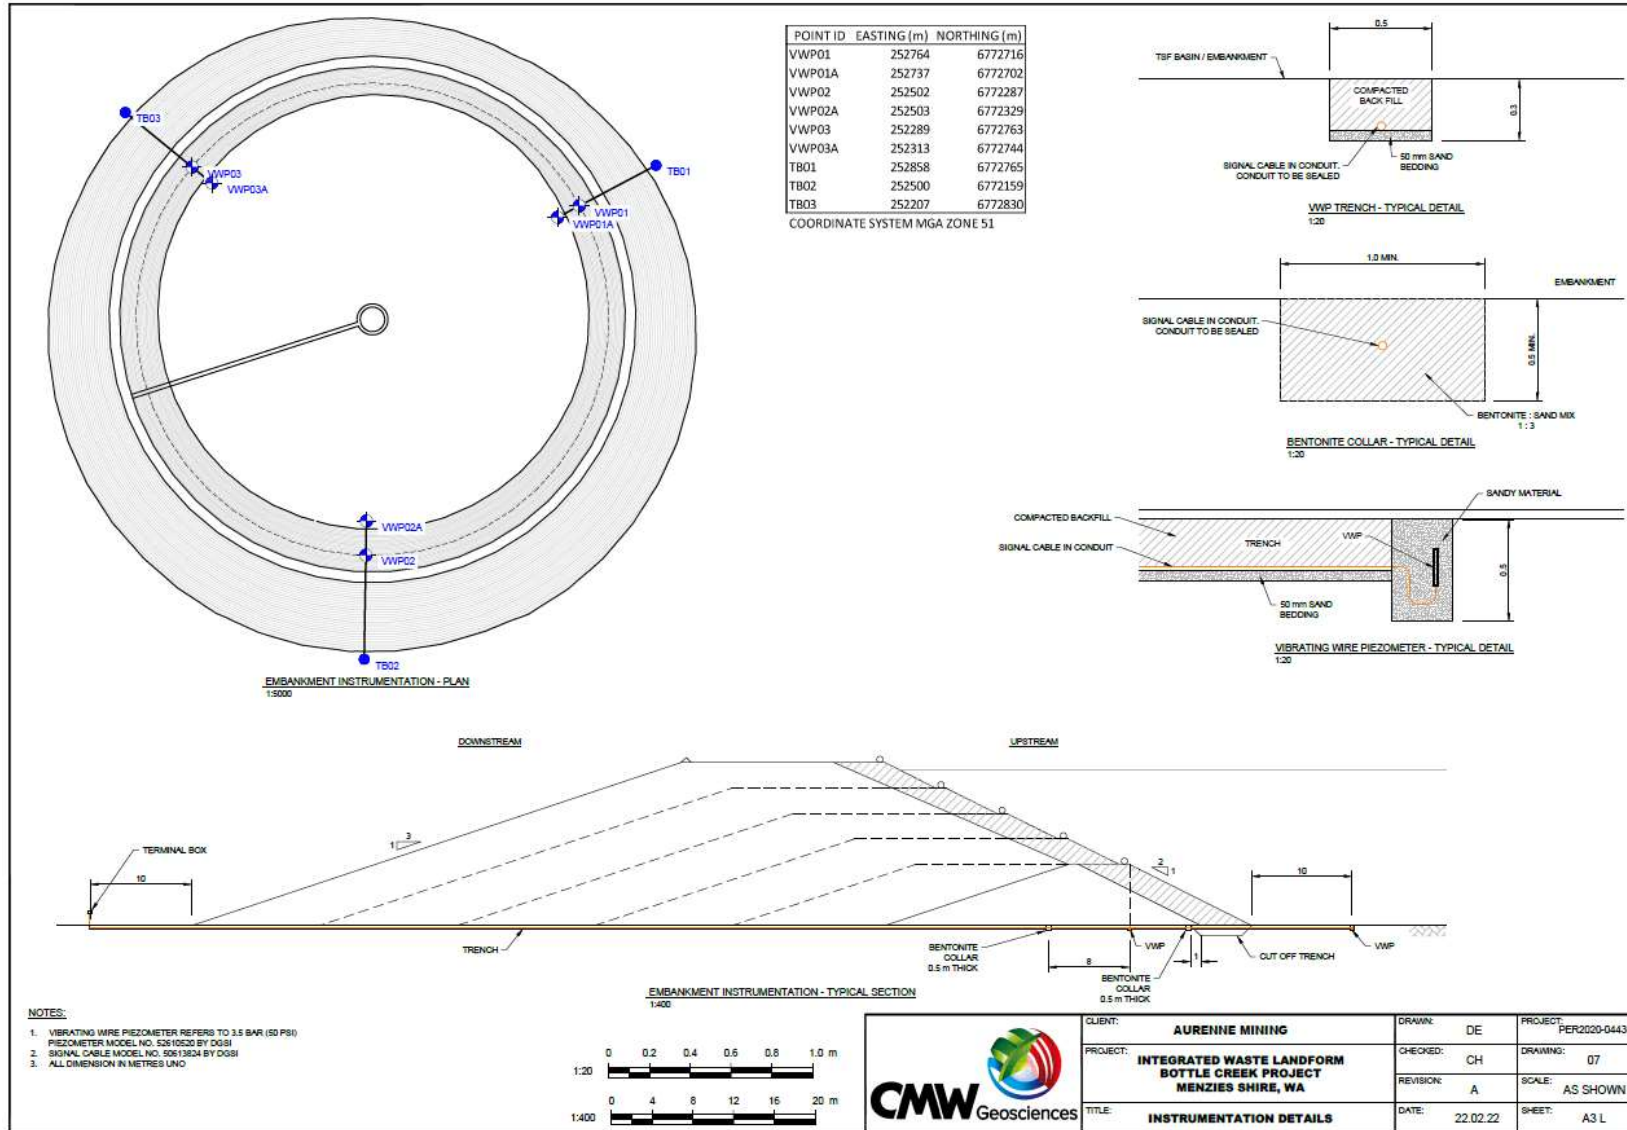 TB03
VWP03
VWP03A
TB01
VWP01
VWP01A
VWP02A
VWP02
TB02
EMBANKMENT INSTRUMENTATION - PLAN
1:5000
POINT ID EASTING (m) NORTHING (m)
VWP01 252764 6772716
VWP01A 252737 6772702
VWP02 252502 6772287
VWP02A 252503 6772329
VWP03 252289 6772763
VWP03A 252313 6772744
TB01 252858 6772765
TB02 252500 6772159
TB03 252207 6772830
COORDINATE SYSTEM MGA ZONE 51
0.5
TSF BASIN / EMBANKMENT
COMPACTED
BACK FILL
0.3
SIGNAL CABLE IN CONDUIT.
CONDUIT TO BE SEALED
50 mm SAND
BEDDING
VWP TRENCH - TYPICAL DETAIL
1:20
1.0 MIN.
EMBANKMENT
SIGNAL CABLE IN CONDUIT.
CONDUIT TO BE SEALED
0.5 MIN.
BENTONITE : SAND MIX
1 : 3
BENTONITE COLLAR - TYPICAL DETAIL
1:20
SANDY MATERIAL
COMPACTED BACKFILL
SIGNAL CABLE IN CONDUIT
TRENCH
VWP
0.5
50 mm SAND
BEDDING
VIBRATING WIRE PIEZOMETER - TYPICAL DETAIL
1:20
DOWNSTREAM
UPSTREAM
3
1
2
1
TERMINAL BOX
10
10
TRENCH
BENTONITE
COLLAR
0.5 m THICK
8
VWP
1
BENTONITE
COLLAR
0.5 m THICK
CUT OFF TRENCH
VWP
EMBANKMENT INSTRUMENTATION - TYPICAL SECTION
1:400
NOTES:
1. VIBRATING WIRE PIEZOMETER REFERS TO 3.5 BAR (50 PSI)
PIEZOMETER MODEL NO. 52610520 BY DGSI
2. SIGNAL CABLE MODEL NO. 50613824 BY DGSI
3. ALL DIMENSION IN METRES UNO
0 0.2 0.4 0.6 0.8 1.0 m
1:20
0 4 8 12 16 20 m
1:400
CMW Geosciences
CLIENT: AURENNE MINING
PROJECT: INTEGRATED WASTE LANDFORM
BOTTLE CREEK PROJECT
MENZIES SHIRE, WA
TITLE: INSTRUMENTATION DETAILS
DRAWN: DE
PROJECT: PER2020-0443
CHECKED: CH
DRAWING: 07
REVISION: A
SCALE: AS SHOWN
DATE: 22.02.22
SHEET: A3 L